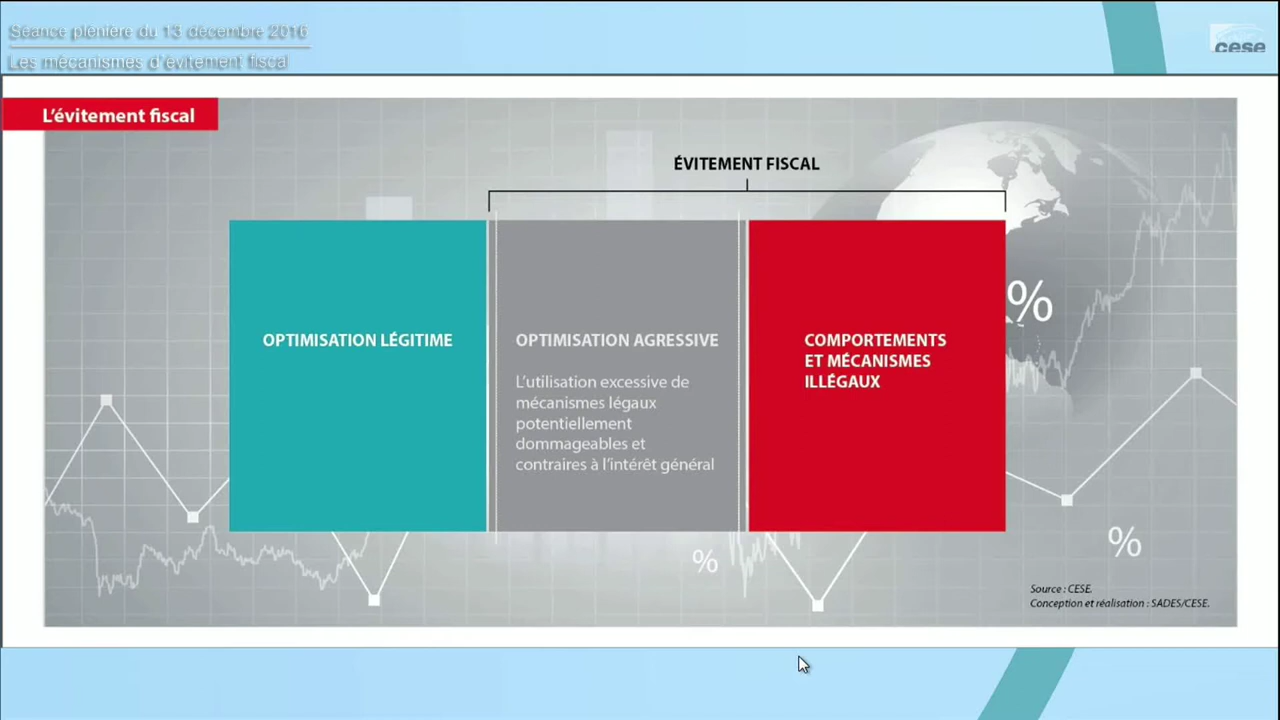 Séance plénière du 13 décembre 2016
Les mécanismes d'évitement fiscal
cese
L'évitement fiscal
ÉVITEMENT FISCAL
OPTIMISATION LÉGITIME
OPTIMISATION AGRESSIVE
L'utilisation excessive de
mécanismes légaux
potentiellement
dommageables et
contraires à l'intérêt général
COMPORTEMENTS
ET MÉCANISMES
ILLÉGAUX
%
%
%
Source : CESE.
Conception et réalisation : SADES/CESE.